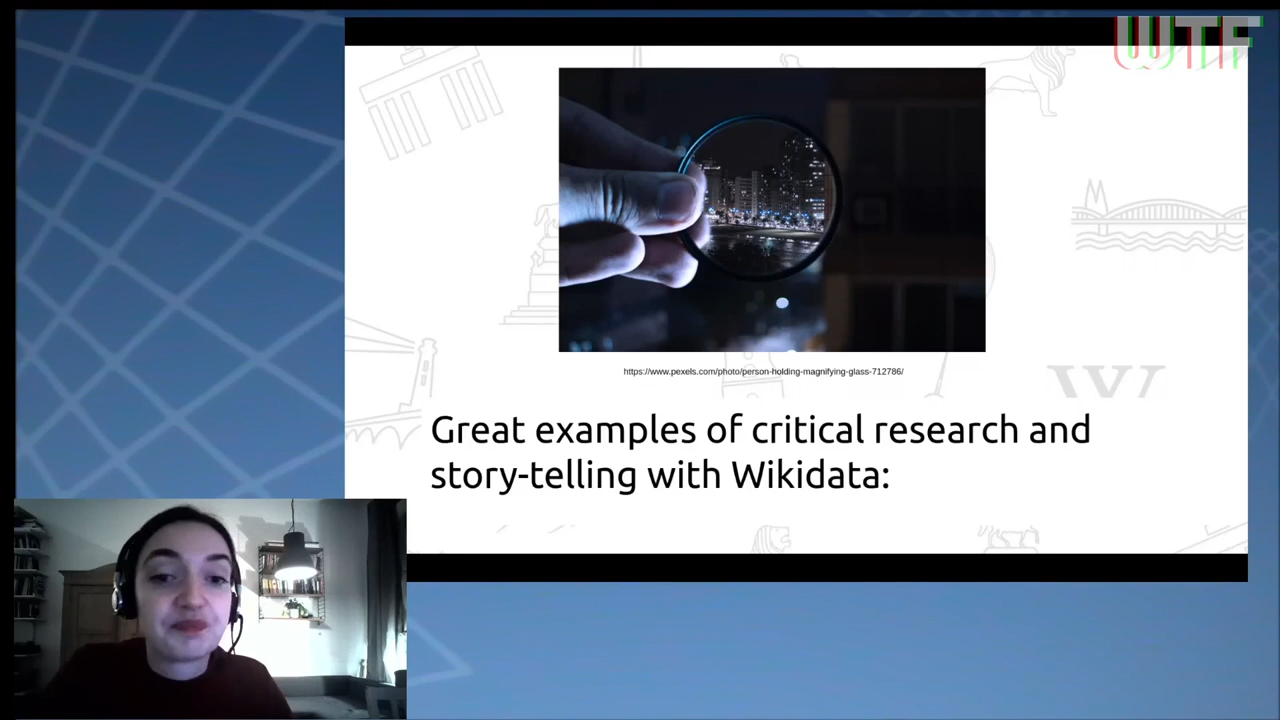 WTF
https://www.pexels.com/photo/person-holding-magnifying-glass-712786/
W
Great examples of critical research and
story-telling with Wikidata: